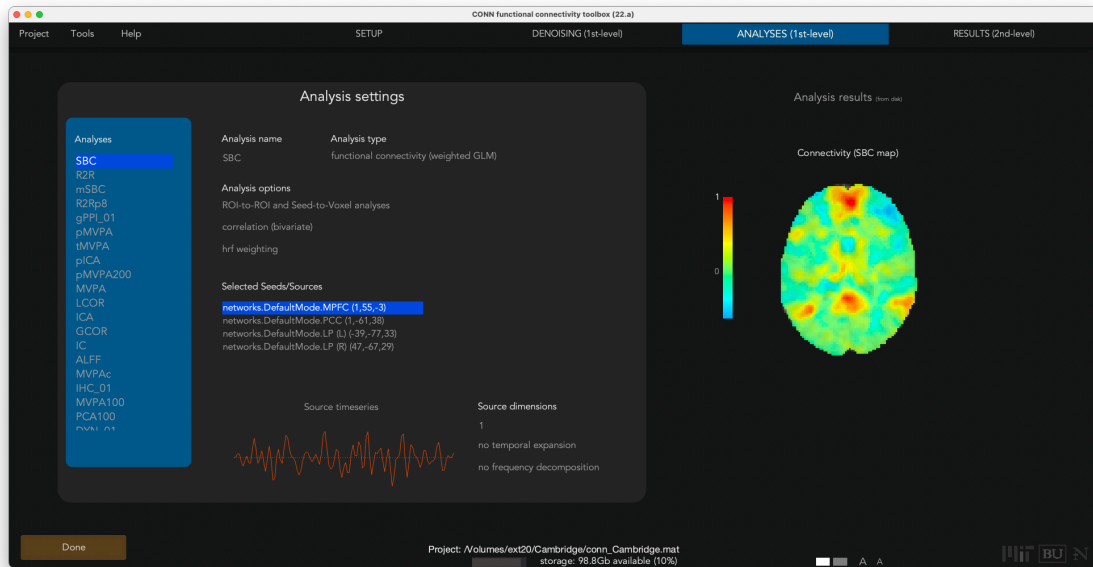 CONN functional connectivity toolbox (22.a)
Project Tools Help SETUP DENOISING (1st-level) ANALYSES (1st-level) RESULTS (2nd-level)
Analysis settings
Analyses
SBC
R2R
mSBC
R2Rp8
gPPI_01
pMVPA
tMVPA
pICA
pMVPA200
MVPA
LCOR
ICA
GCOR
IC
ALFF
MVPAc
IHC_01
MVPA100
PCA100
DYN_01
Analysis name Analysis type
SBC functional connectivity (weighted GLM)
Analysis options
ROI-to-ROI and Seed-to-Voxel analyses
correlation (bivariate)
hrf weighting
Selected Seeds/Sources
networks.DefaultMode.MPFC (1,55,-3)
networks.DefaultMode.PCC (1,-61,38)
networks.DefaultMode.LP (L) (-39,-77,33)
networks.DefaultMode.LP (R) (47,-67,29)
Source timeseries
Source dimensions
1
no temporal expansion
no frequency decomposition
Analysis results (from disk)
Connectivity (SBC map)
1
0
Done
Project: /Volumes/ext20/Cambridge/conn_Cambridge.mat
storage: 98.8Gb available (10%)
A A
MIT BU N